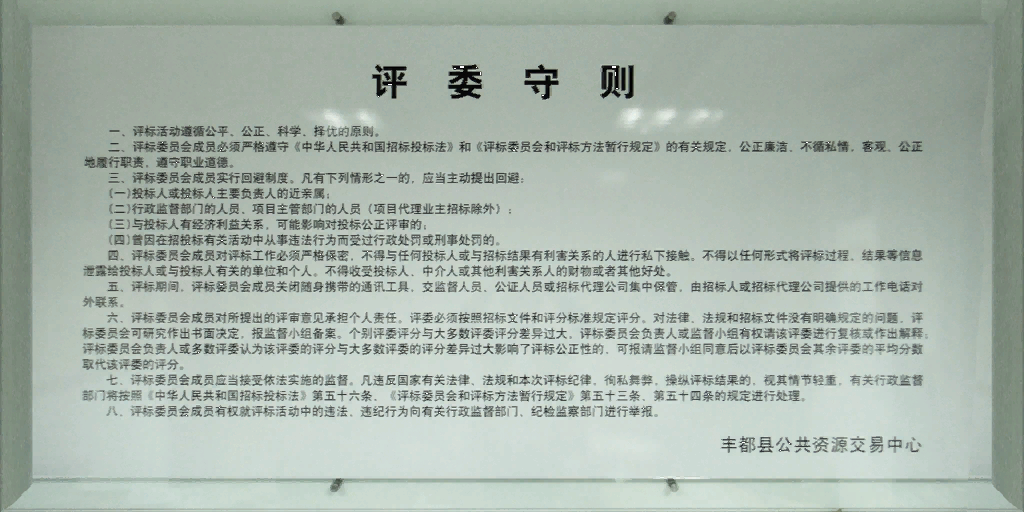 评委守则
一、评标活动遵循公平、公正、科学、择优的原则。
二、评标委员会成员必须严格遵守《中华人民共和国招标投标法》和《评标委员会和评标方法暂行规定》的有关规定，公正廉洁、不循私情，客观、公正
地履行职责，遵守职业道德。
三、评标委员会成员实行回避制度。凡有下列情形之一的，应当主动提出回避：
(一)投标人或投标人主要负责人的近亲属；
(二)行政监督部门的人员、项目主管部门的人员（项目代理业主招标除外）；
(三)与投标人有经济利益关系，可能影响对投标公正评审的；
(四)曾因在招投标有关活动中从事违法行为而受过行政处罚或刑事处罚的。
四、评标委员会成员对评标工作必须严格保密，不得与任何投标人或与招标结果有利害关系的人进行私下接触。不得以任何形式将评标过程，结果等信息
泄露给投标人或与投标人有关的单位和个人。不得收受投标人、中介人或其他利害关系人的财物或者其他好处。
五、评标期间，评标委员会成员关闭随身携带的通讯工具，交监督人员、公证人员或招标代理公司集中保管，由招标人或招标代理公司提供的工作电话对
外联系。
六、评标委员会成员对所提出的评审意见承担个人责任。评委必须按照招标文件和评分标准规定评分。对法律、法规和招标文件没有明确规定的问题，评
标委员会可研究作出书面决定，报监督小组备案。个别评委评分与大多数评委评分差异过大，评标委员会负责人或监督小组有权请该评委进行复核或作出解释；
评标委员会负责人或多数评委认为该评委的评分与大多数评委的评分差异过大影响了评标公正性的，可报请监督小组同意后以评标委员会其余评委的平均分数
取代该评委的评分。
七、评标委员会成员应当接受依法实施的监督。凡违反国家有关法律、法规和本次评标纪律，徇私舞弊，操纵评标结果的，视其情节轻重，有关行政监督
部门将按照《中华人民共和国招标投标法》第五十六条、《评标委员会和评标方法暂行规定》第五十三条、第五十四条的规定进行处理。
八、评标委员会成员有权就评标活动中的违法、违纪行为向有关行政监督部门、纪检监察部门进行举报。
丰都县公共资源交易中心